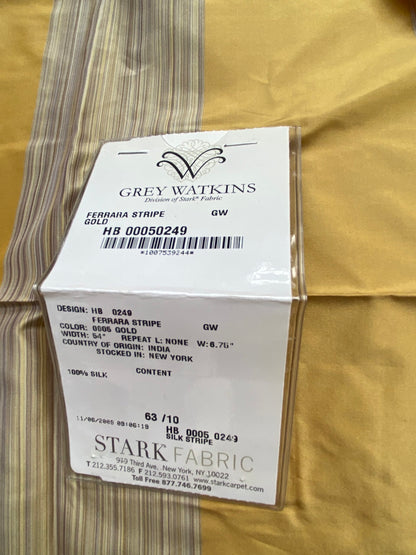 GREY WATKINS
Division of Stark® Fabric
FERRARA STRIPE GW
GOLD
HB 00050249
*1007539244*
DESIGN: HB 0249
FERRARA STRIPE GW
COLOR: 0005 GOLD
WIDTH: 54" REPEAT L: NONE W: 6.75"
COUNTRY OF ORIGIN: INDIA
STOCKED IN: NEW YORK
100% SILK CONTENT
63 /10
11/06/2009 09:06:19 HB 0005 0249
SILK STRIPE
STARK FABRIC
979 Third Ave. New York, NY 10022
T 212.355.7186 F 212.593.0761 www.starkcarpet.com
Toll Free 877.746.7699